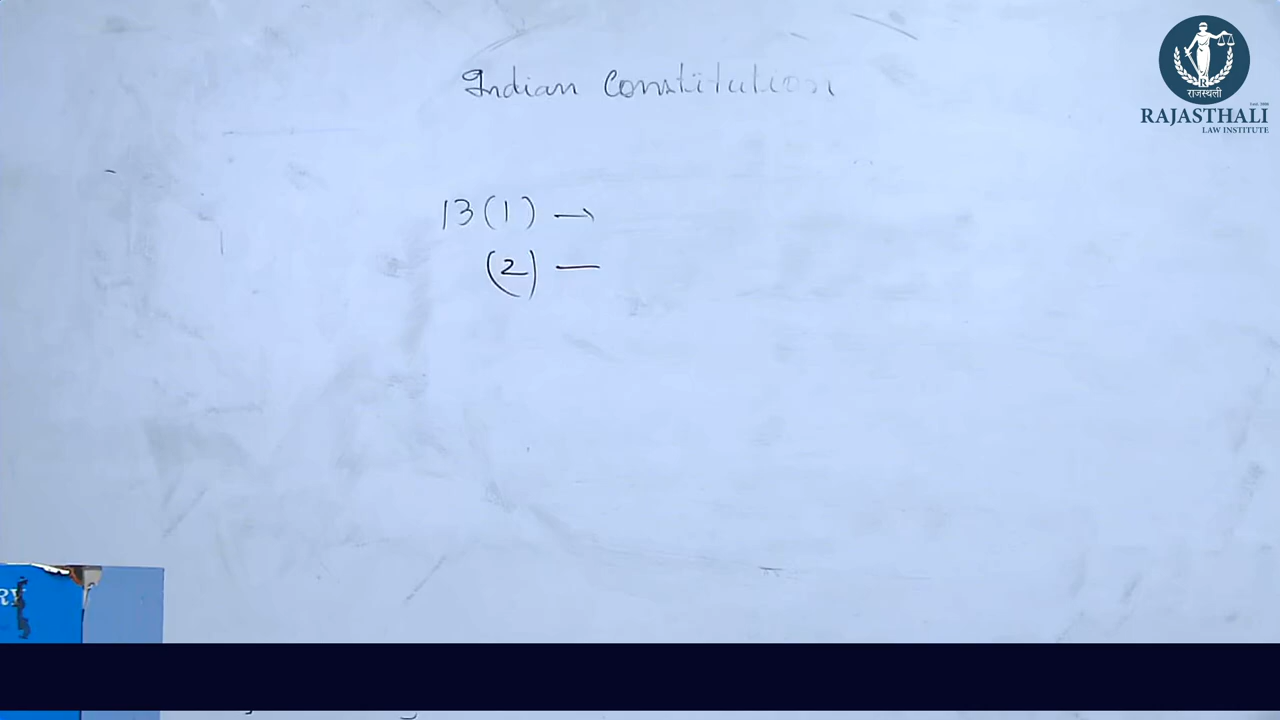 Indian Constitution
राजस्थली
RAJASTHALI
LAW INSTITUTE
13 (1) →
(2) —